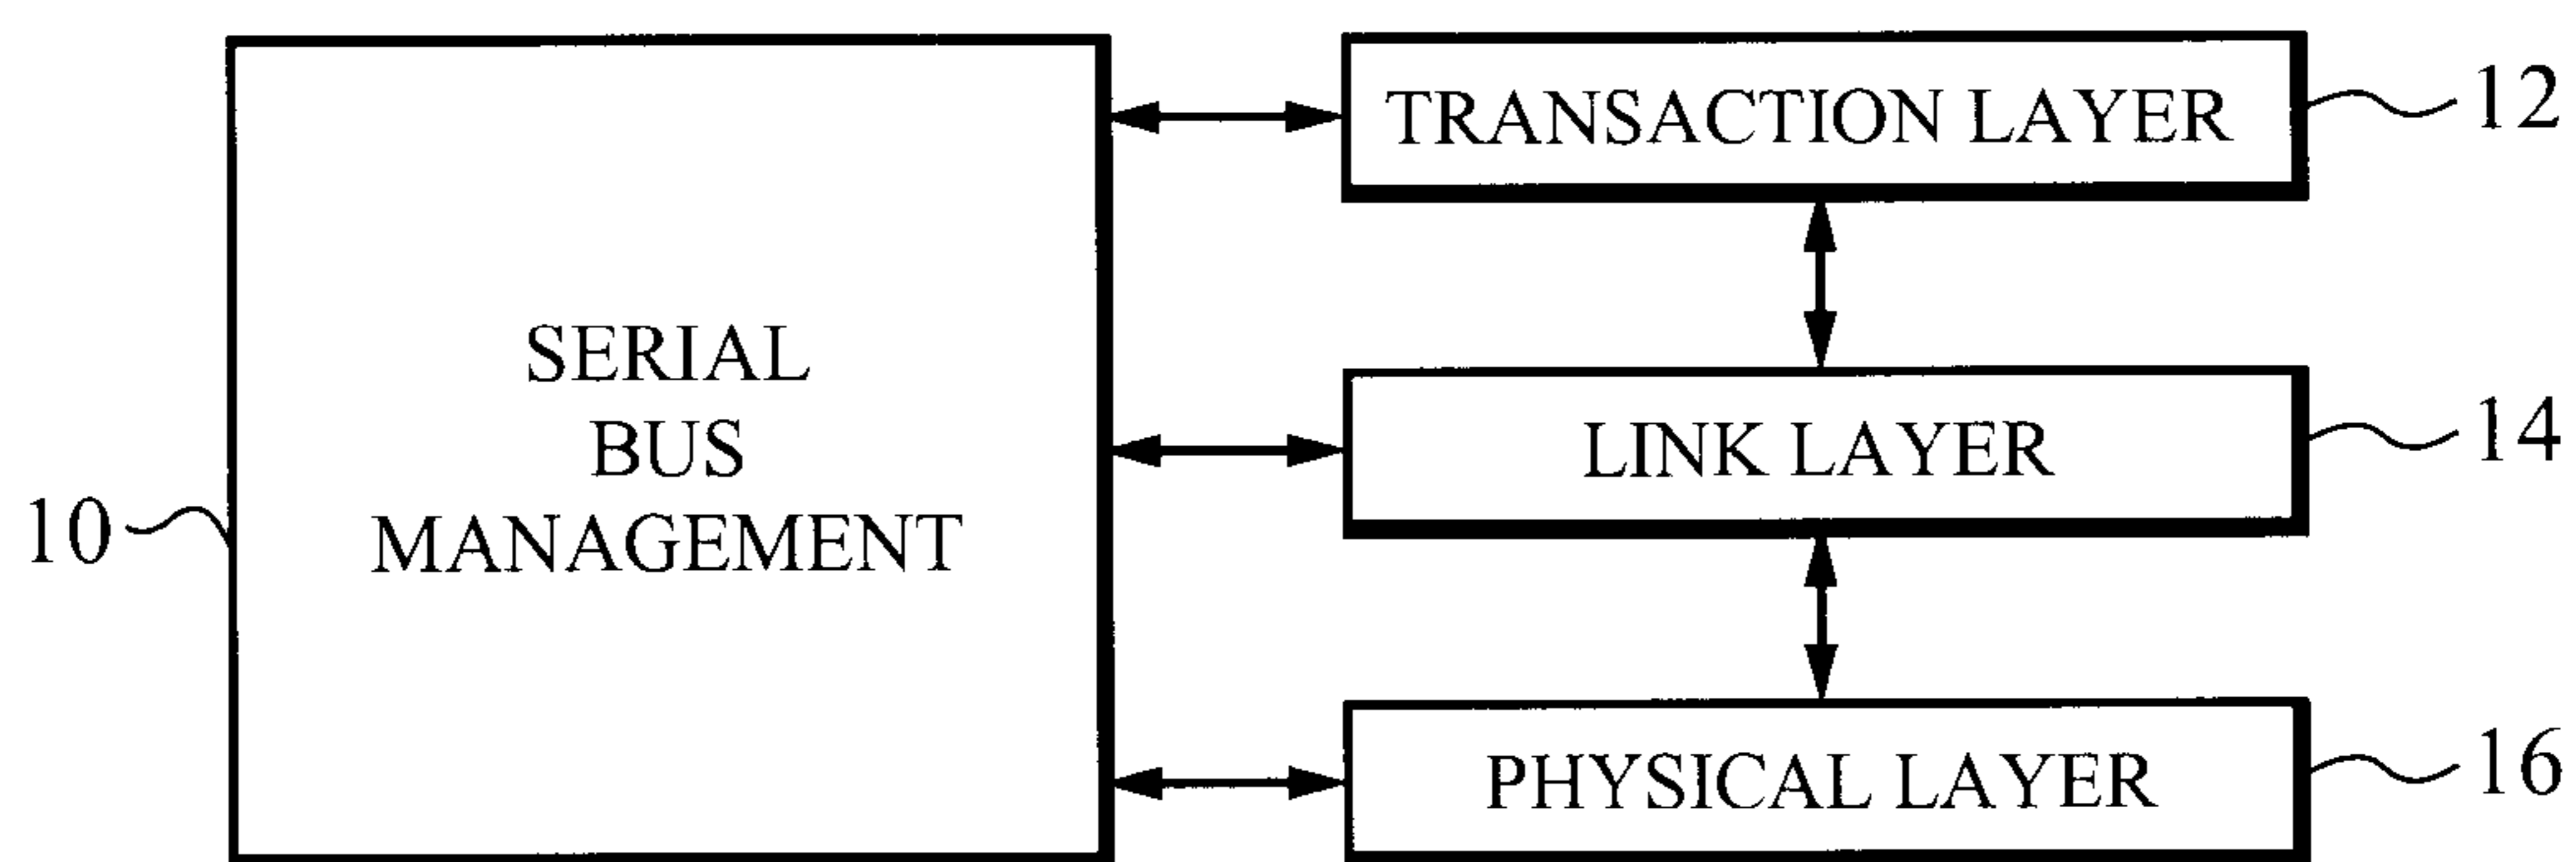 SERIAL
BUS
MANAGEMENT
10
TRANSACTION LAYER
12
LINK LAYER
14
PHYSICAL LAYER
16